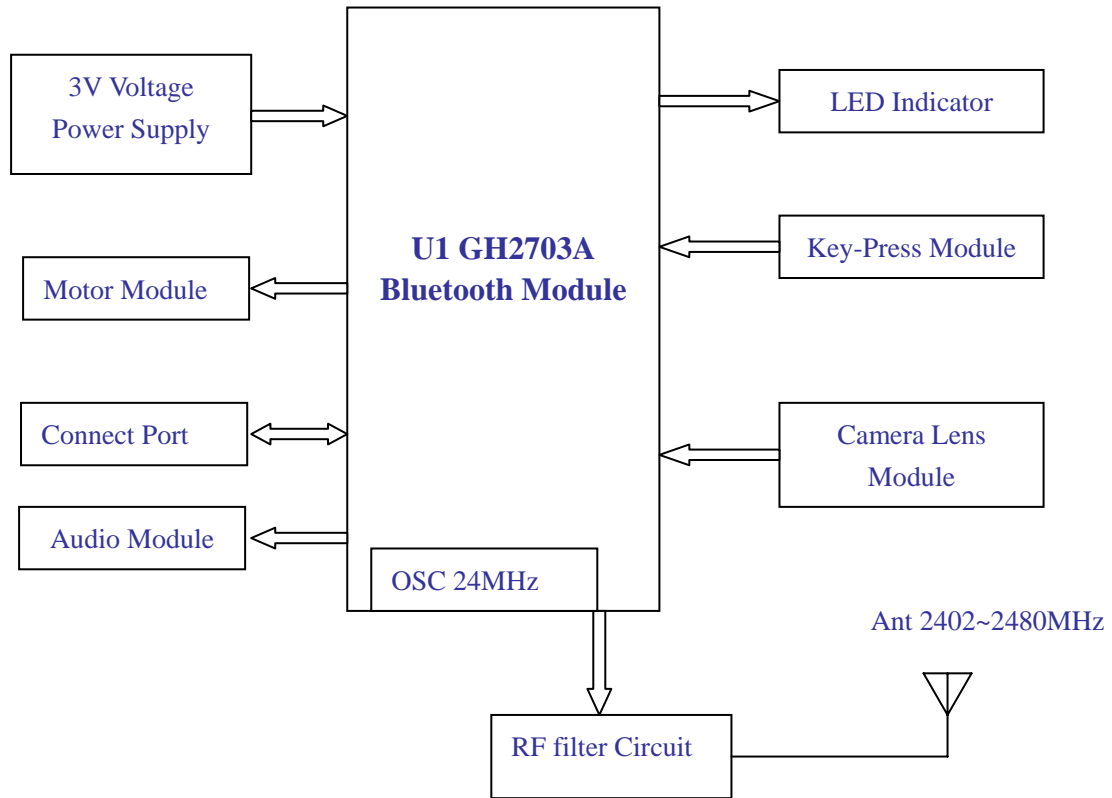 3V Voltage
Power Supply
LED Indicator
U1 GH2703A
Bluetooth Module
Key-Press Module
Motor Module
Connect Port
Camera Lens
Module
Audio Module
OSC 24MHz
Ant 2402~2480MHz
RF filter Circuit